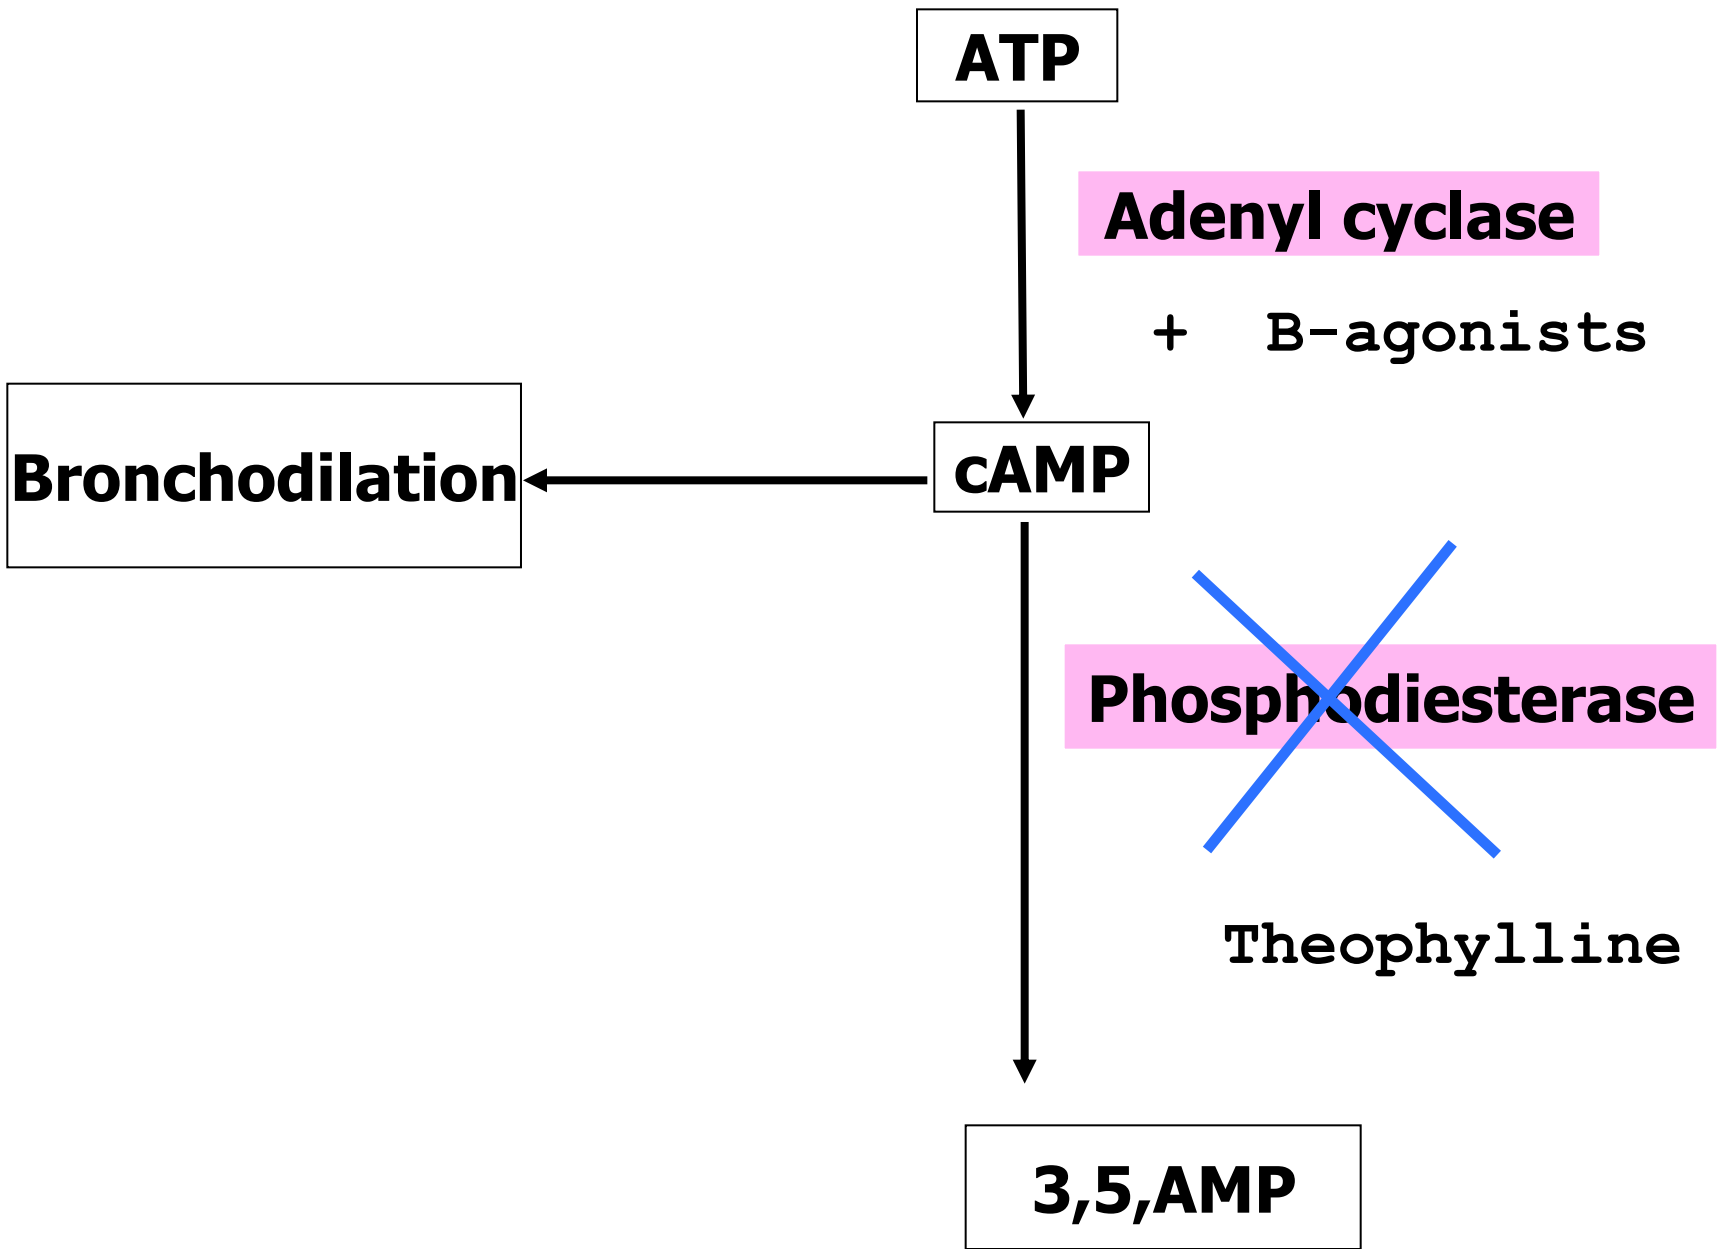 ATP
Adenyl cyclase
+ B-agonists
Bronchodilation
cAMP
Phosphodiesterase
Theophylline
3,5,AMP